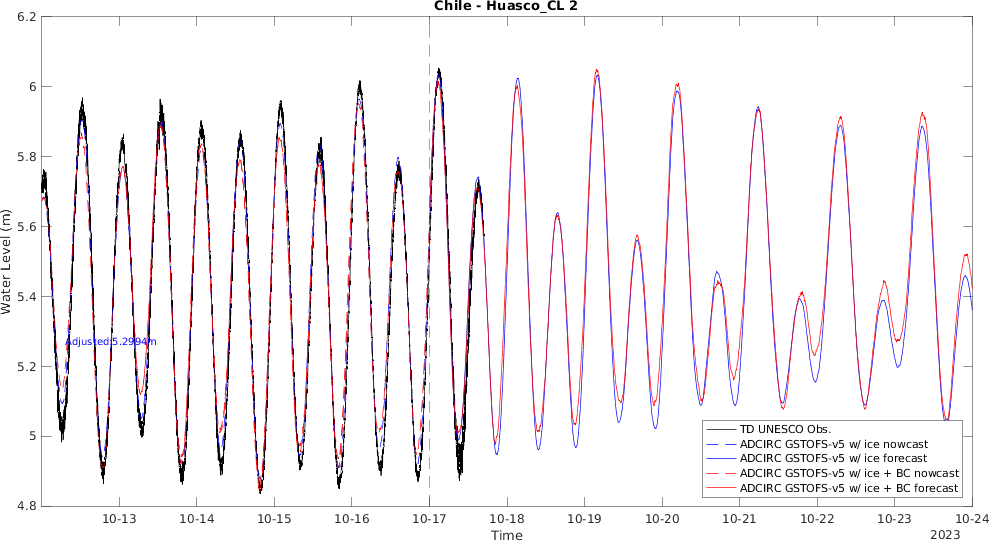 Chile - Huasco_CL 2
6.2
6
5.8
5.6
5.4
5.2
5
4.8
Water Level (m)
Adjusted:5.2994m
TD UNESCO Obs.
ADCIRC GSTOFS-v5 w/ ice nowcast
ADCIRC GSTOFS-v5 w/ ice forecast
ADCIRC GSTOFS-v5 w/ ice + BC nowcast
ADCIRC GSTOFS-v5 w/ ice + BC forecast
10-13 10-14 10-15 10-16 10-17 10-18 10-19 10-20 10-21 10-22 10-23 10-24
Time
2023